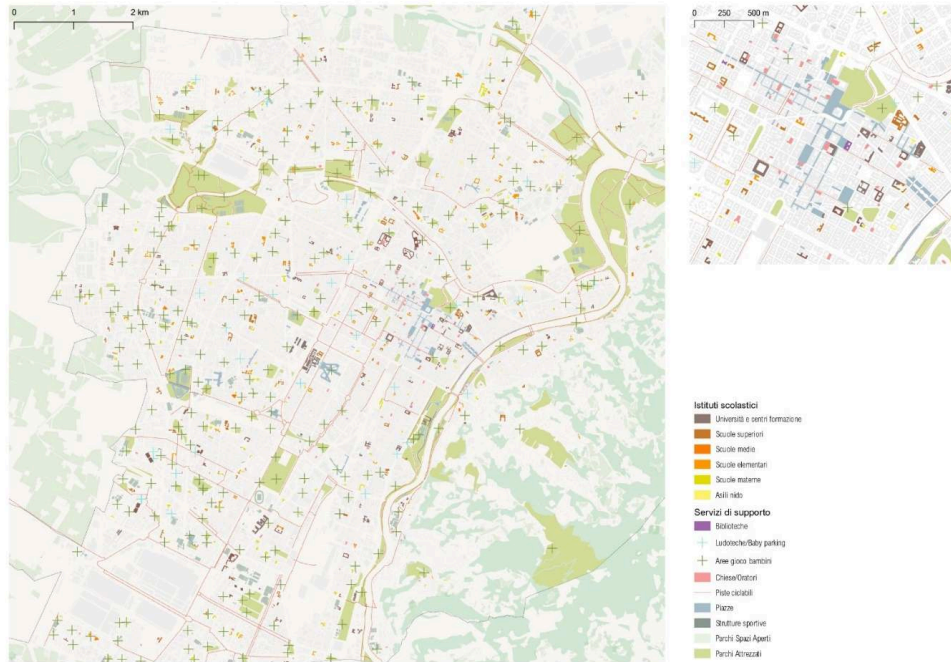 0 1 2 km
0 250 500 m
Istituti scolastici
Università e centri formazione
Scuole superiori
Scuole medie
Scuole elementari
Scuole materne
Asili nido
Servizi di supporto
Biblioteche
Ludoteche/Baby parking
Aree gioco bambini
Chiese/Oratori
Piste ciclabili
Piazze
Strutture sportive
Parchi Spazi Aperti
Parchi Attrezzati